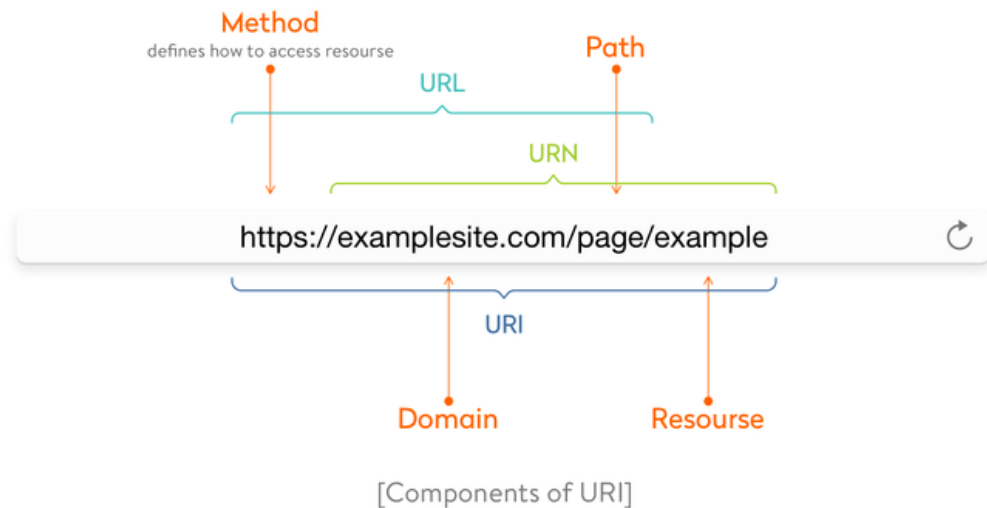 Method
defines how to access resourse
Path
URL
URN
https://examplesite.com/page/example
URI
Domain
Resourse
[Components of URI]